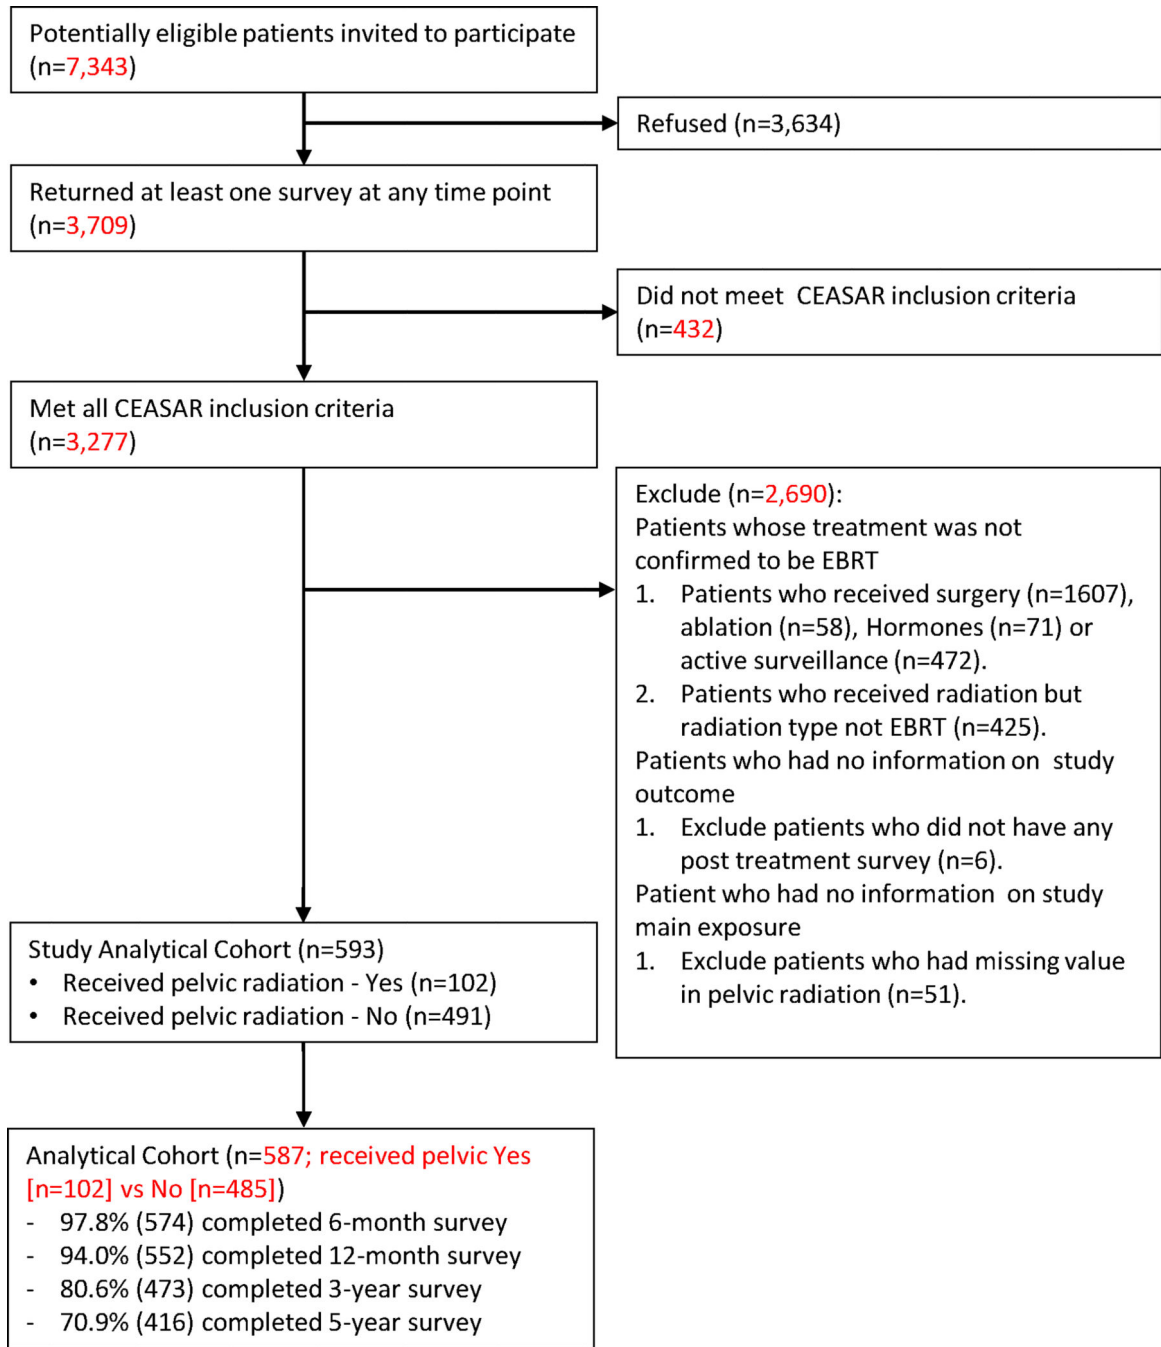 Potentially eligible patients invited to participate
(n=7,343)
Refused (n=3,634)
Returned at least one survey at any time point
(n=3,709)
Did not meet  CEASAR inclusion criteria
(n=432)
Met all CEASAR inclusion criteria
(n=3,277)
Exclude (n=2,690):
Patients whose treatment was not
confirmed to be EBRT
1. Patients who received surgery (n=1607),
ablation (n=58), Hormones (n=71) or
active surveillance (n=472).
2. Patients who received radiation but
radiation type not EBRT (n=425).
Patients who had no information on  study
outcome
1. Exclude patients who did not have any
post treatment survey (n=6).
Patient who had no information  on study
main exposure
1. Exclude patients who had missing value
in pelvic radiation (n=51).
Study Analytical Cohort (n=593)
• Received pelvic radiation - Yes (n=102)
• Received pelvic radiation - No (n=491)
Analytical Cohort (n=587; received pelvic Yes
[n=102] vs No [n=485])
- 97.8% (574) completed 6-month survey
- 94.0% (552) completed 12-month survey
- 80.6% (473) completed 3-year survey
- 70.9% (416) completed 5-year survey